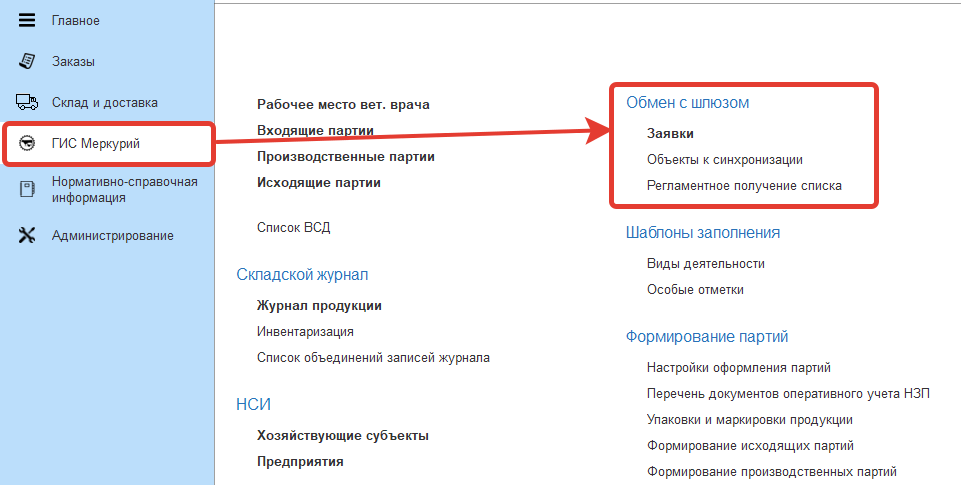 Главное
Заказы
Склад и доставка
ГИС Меркурий
Нормативно-справочная
информация
Администрирование
Рабочее место вет. врача
Входящие партии
Производственные партии
Исходящие партии
Список ВСД
Складской журнал
Журнал продукции
Инвентаризация
Список объединений записей журнала
НСИ
Хозяйствующие субъекты
Предприятия
Обмен с шлюзом
Заявки
Объекты к синхронизации
Регламентное получение списка
Шаблоны заполнения
Виды деятельности
Особые отметки
Формирование партий
Настройки оформления партий
Перечень документов оперативного учета НЗП
Упаковки и маркировки продукции
Формирование исходящих партий
Формирование производственных партий